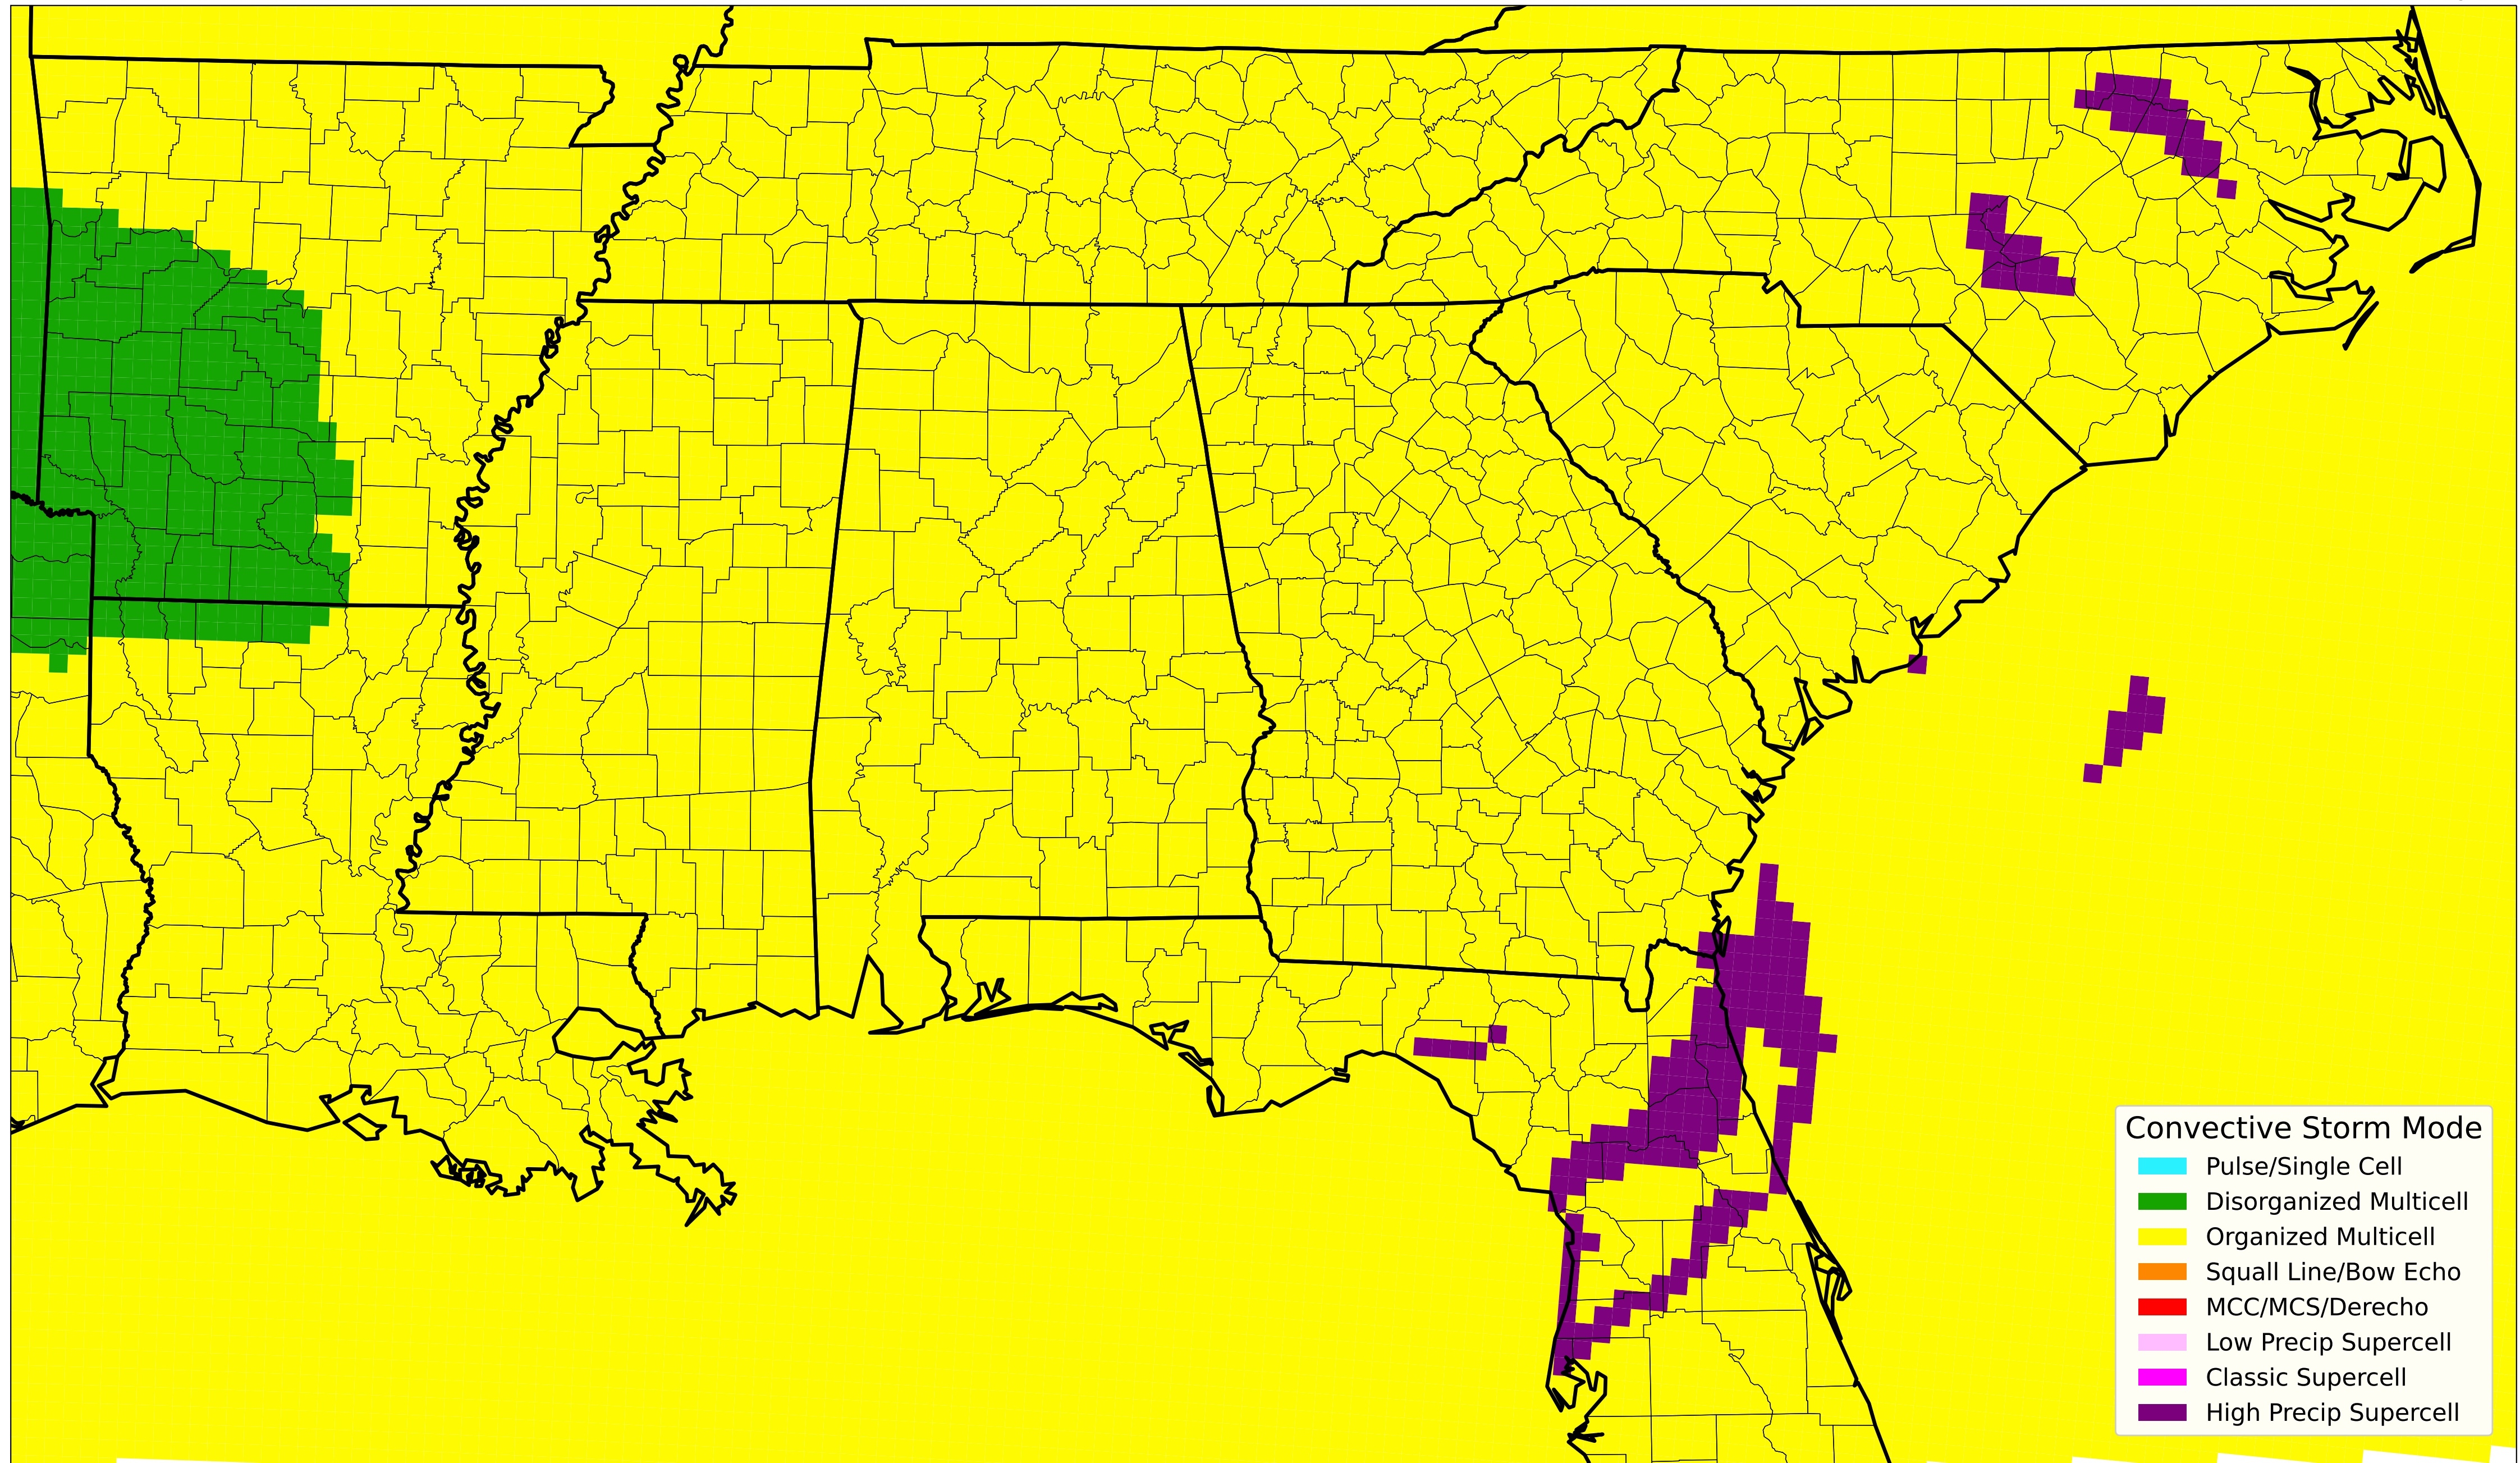 Convective Storm Mode
Pulse/Single Cell
Disorganized Multicell
Organized Multicell
Squall Line/Bow Echo
MCC/MCS/Derecho
Low Precip Supercell
Classic Supercell
High Precip Supercell